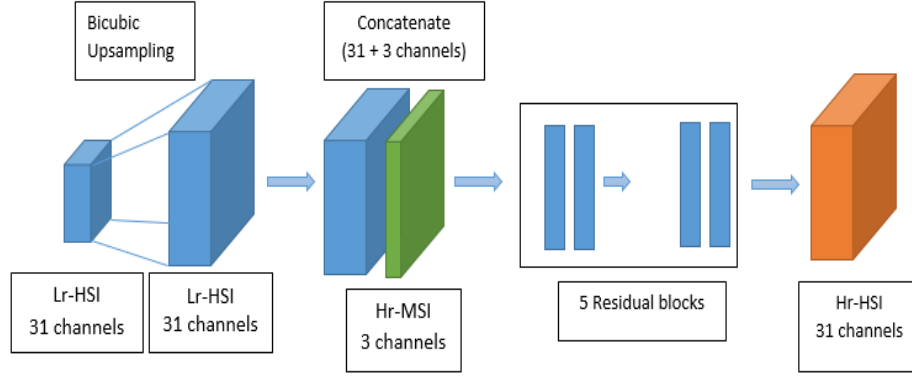 Bicubic
Upsampling
Concatenate
(31 + 3 channels)
Lr-HSI
31 channels
Lr-HSI
31 channels
Hr-MSI
3 channels
5 Residual blocks
Hr-HSI
31 channels